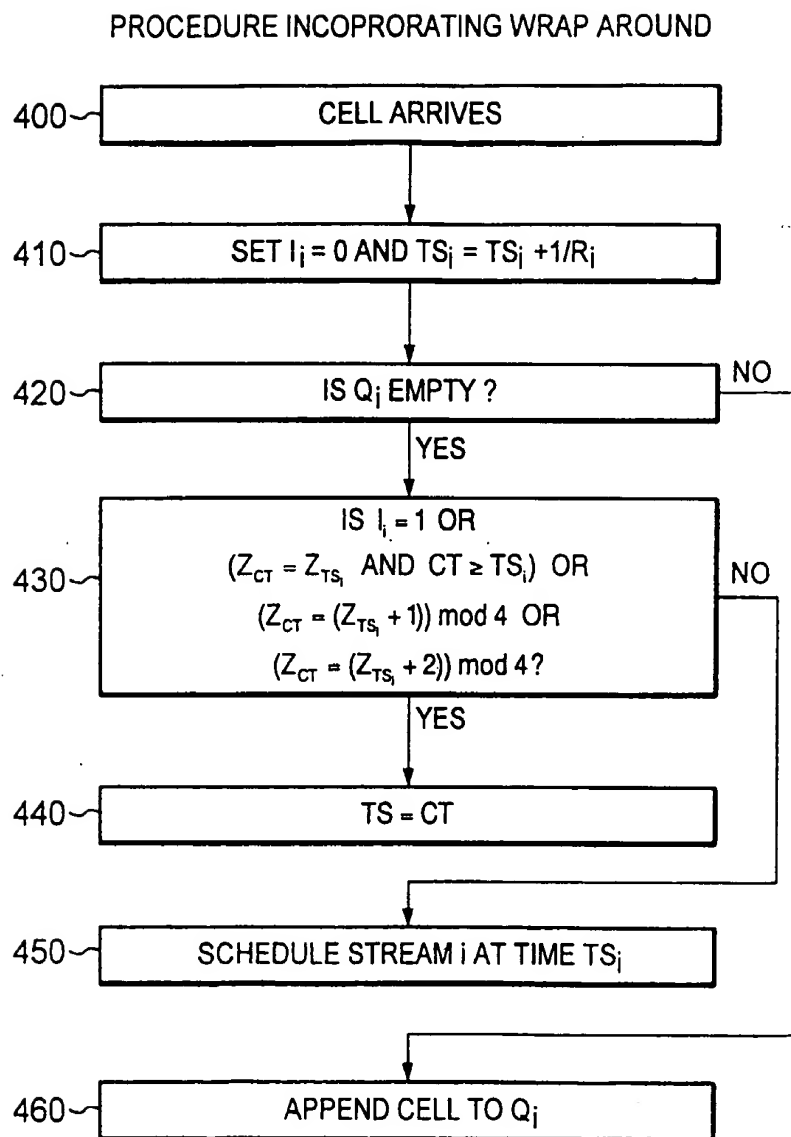 PROCEDURE INCOPRORATING WRAP AROUND
400
CELL ARRIVES
410
SET I_i = 0 AND TS_i = TS_i +1/R_i
420
IS Q_i EMPTY ?
NO
YES
430
IS I_i = 1 OR
(Z_CT = Z_TS_i AND CT ≥ TS_i) OR
(Z_CT = (Z_TS_i + 1)) mod 4 OR
(Z_CT = (Z_TS_i + 2)) mod 4?
NO
YES
440
TS = CT
450
SCHEDULE STREAM i AT TIME TS_i
460
APPEND CELL TO Q_i